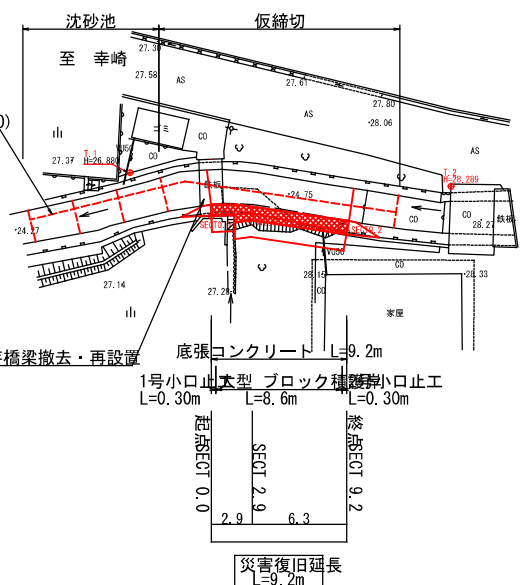 沈砂池
仮締切
至 幸崎
27.30
27.58
AS
27.61
AS
27.80
28.06
AS
CO
CO
VU50
T.1
H=26.880
27.37
鉄板
24.75
T.2
H=28.289
CO
CO
28.27
鉄板
24.27
SECT0.
SECT9.2
VU50
27.14
27.28
28.15
CO
CO
28.33
家屋
橋梁撤去・再設置
底張コンクリート L=9.2m
1号小口止工
大型 ブロック積護岸
小口止工
L=0.30m
L=8.6m
L=0.30m
起点SECT 0.0
SECT 2.9
終点SECT 9.2
2.9
6.3
災害復旧延長
L=9.2m